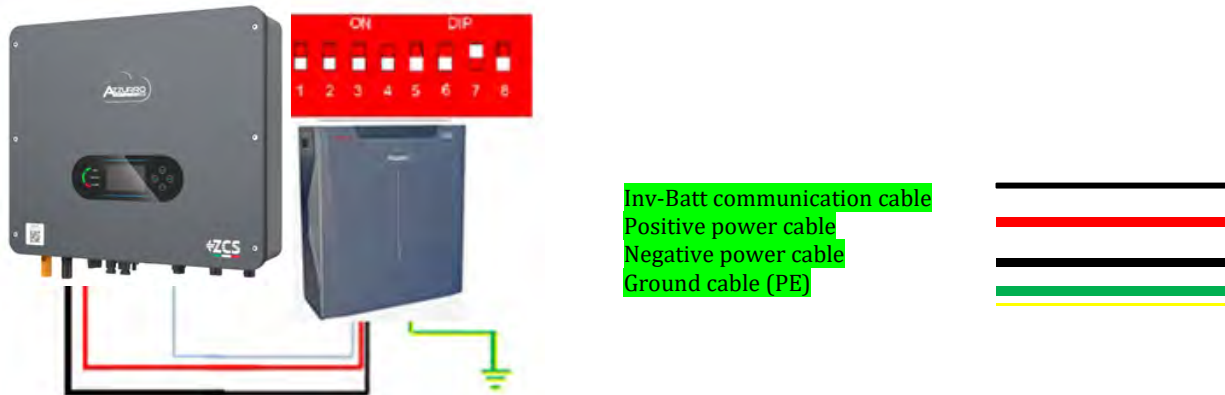 ON DIP
1 2 3 4 5 6 7 8
AZZURRO
ZCS
Inv-Batt communication cable
Positive power cable
Negative power cable
Ground cable (PE)